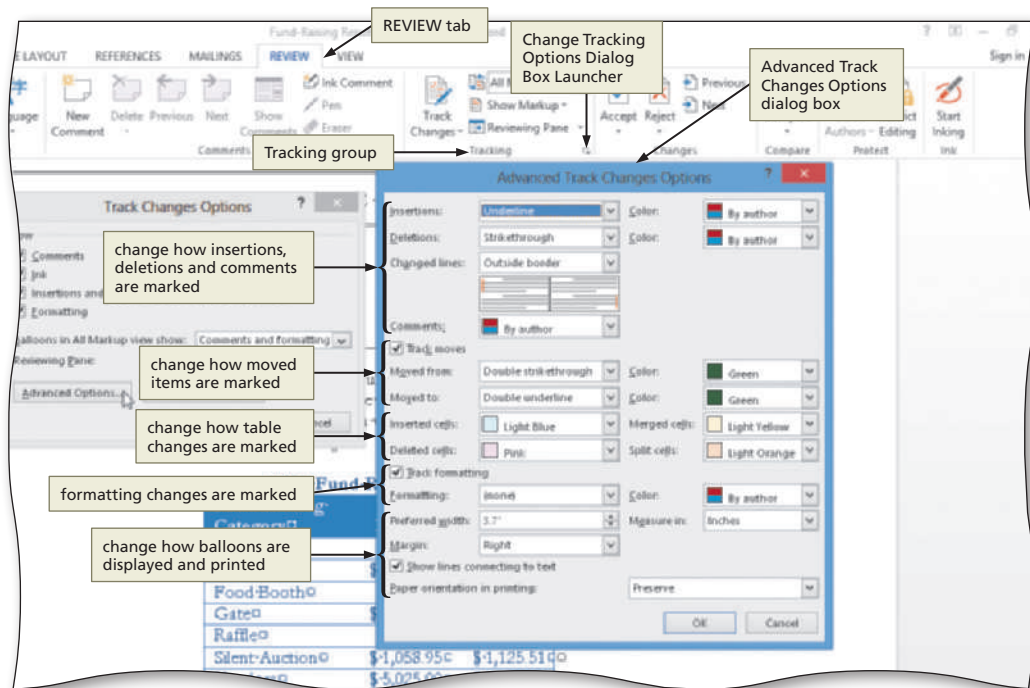 Fund-Raising
REVIEW tab
? 
LAYOUT REFERENCES MAILINGS REVIEW VIEW
Sign in
Change Tracking
Options Dialog
Box Launcher
Advanced Track
Changes Options
dialog box
New
Comment
Delete
Previous
Next
Show
Ink Comment
Pen
Eraser
Track
Changes
Show Markup
Reviewing Pane
Accept
Reject
Previous
Authors
Editing
Start
Inking
Tracking group
Tracking
Changes
Compare
Protect
Ink
Track Changes Options ?
Comments
Ink
Insertions and
Formatting
Balloons in All Markup view show: Comments and formatting
Reviewing Pane:
Advanced Options...
change how insertions,
deletions and comments
are marked
change how moved
items are marked
change how table
changes are marked
formatting changes are marked
change how balloons are
displayed and printed
Advanced Track Changes Options ?
Insertions: Underline Color: By author
Deletions: Strikethrough Color: By author
Changed lines: Outside border
Comments: By author
Track moves
Moved from: Double strikethrough Color: Green
Moved to: Double underline Color: Green
Inserted cells: Light Blue Merged cells: Light Yellow
Deleted cells: Pink Split cells: Light Orange
Track formatting
Formatting: (none) Color: By author
Preferred width: 3.7" Measure in: Inches
Margin: Right
Show lines connecting to text
Paper orientation in printing: Preserve
OK Cancel
Category¤
Food·Booth¤
Gate¤
Raffle¤
Silent·Auction¤ $·1,058.95¤ $·1,125.51¤¤